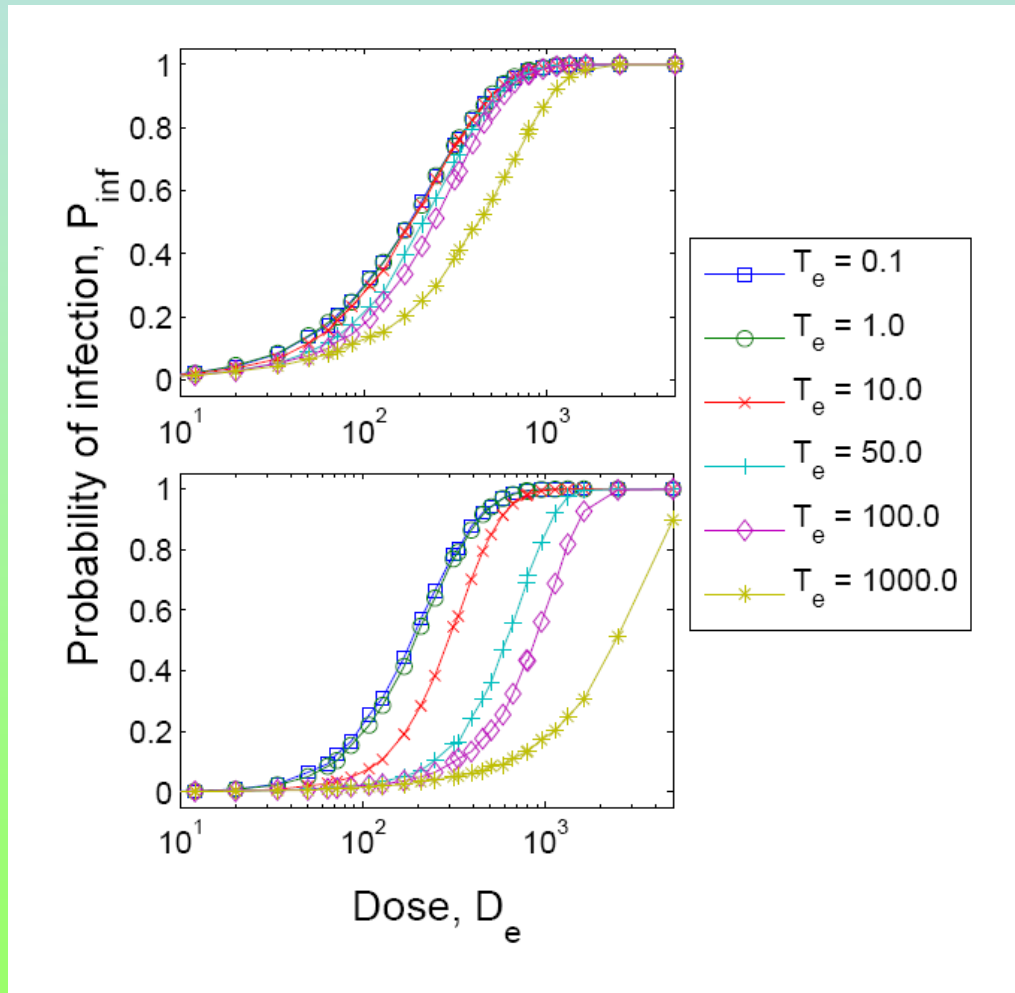 Probability of infection, P_inf
1
0.8
0.6
0.4
0.2
0
10^1
10^2
10^3
1
0.8
0.6
0.4
0.2
0
10^1
10^2
10^3
Dose, D_e
T_e = 0.1
T_e = 1.0
T_e = 10.0
T_e = 50.0
T_e = 100.0
T_e = 1000.0